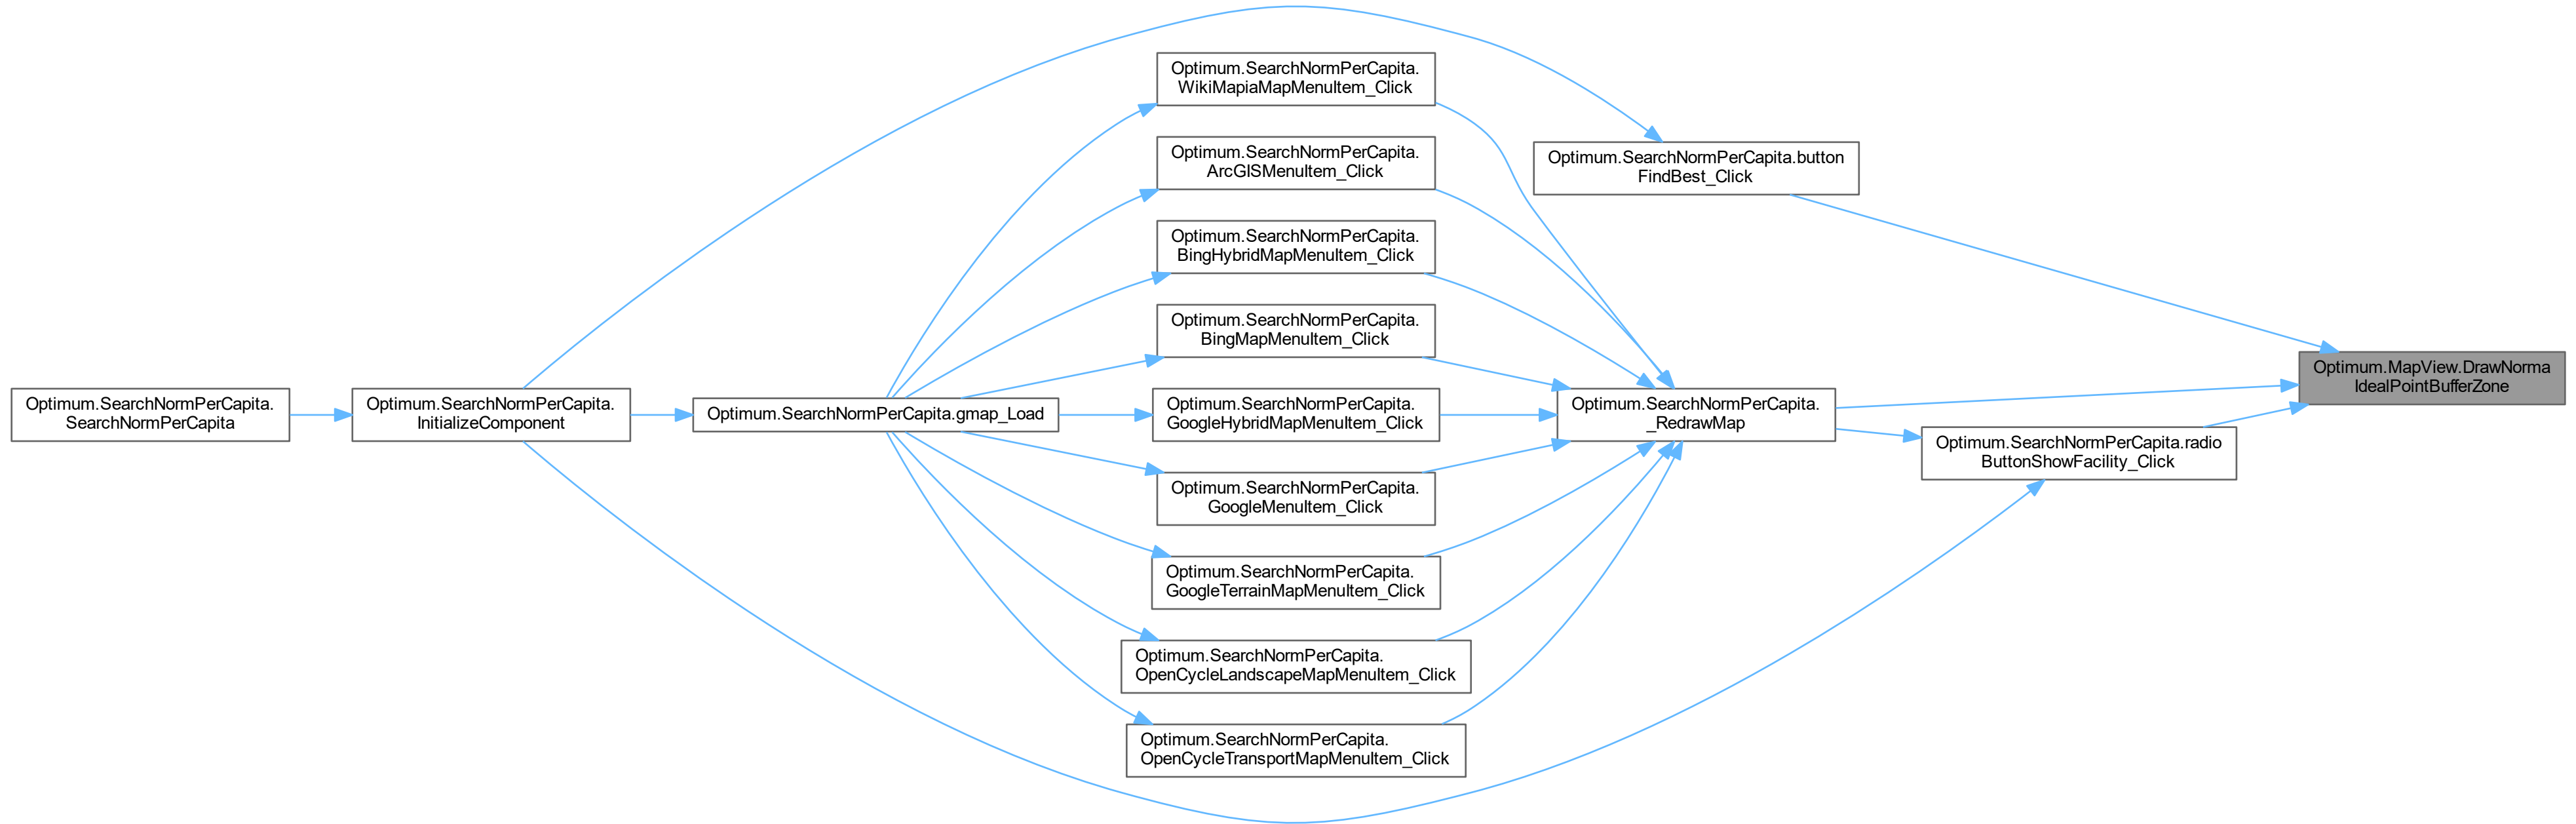 Optimum.SearchNormPerCapita.
SearchNormPerCapita
Optimum.SearchNormPerCapita.
InitializeComponent
Optimum.SearchNormPerCapita.gmap_Load
Optimum.SearchNormPerCapita.
WikiMapiaMapMenuItem_Click
Optimum.SearchNormPerCapita.
ArcGISMenuItem_Click
Optimum.SearchNormPerCapita.
BingHybridMapMenuItem_Click
Optimum.SearchNormPerCapita.
BingMapMenuItem_Click
Optimum.SearchNormPerCapita.
GoogleHybridMapMenuItem_Click
Optimum.SearchNormPerCapita.
GoogleMenuItem_Click
Optimum.SearchNormPerCapita.
GoogleTerrainMapMenuItem_Click
Optimum.SearchNormPerCapita.
OpenCycleLandscapeMapMenuItem_Click
Optimum.SearchNormPerCapita.
OpenCycleTransportMapMenuItem_Click
Optimum.SearchNormPerCapita.button
FindBest_Click
Optimum.SearchNormPerCapita.
_RedrawMap
Optimum.SearchNormPerCapita.radio
ButtonShowFacility_Click
Optimum.MapView.DrawNorma
IdealPointBufferZone